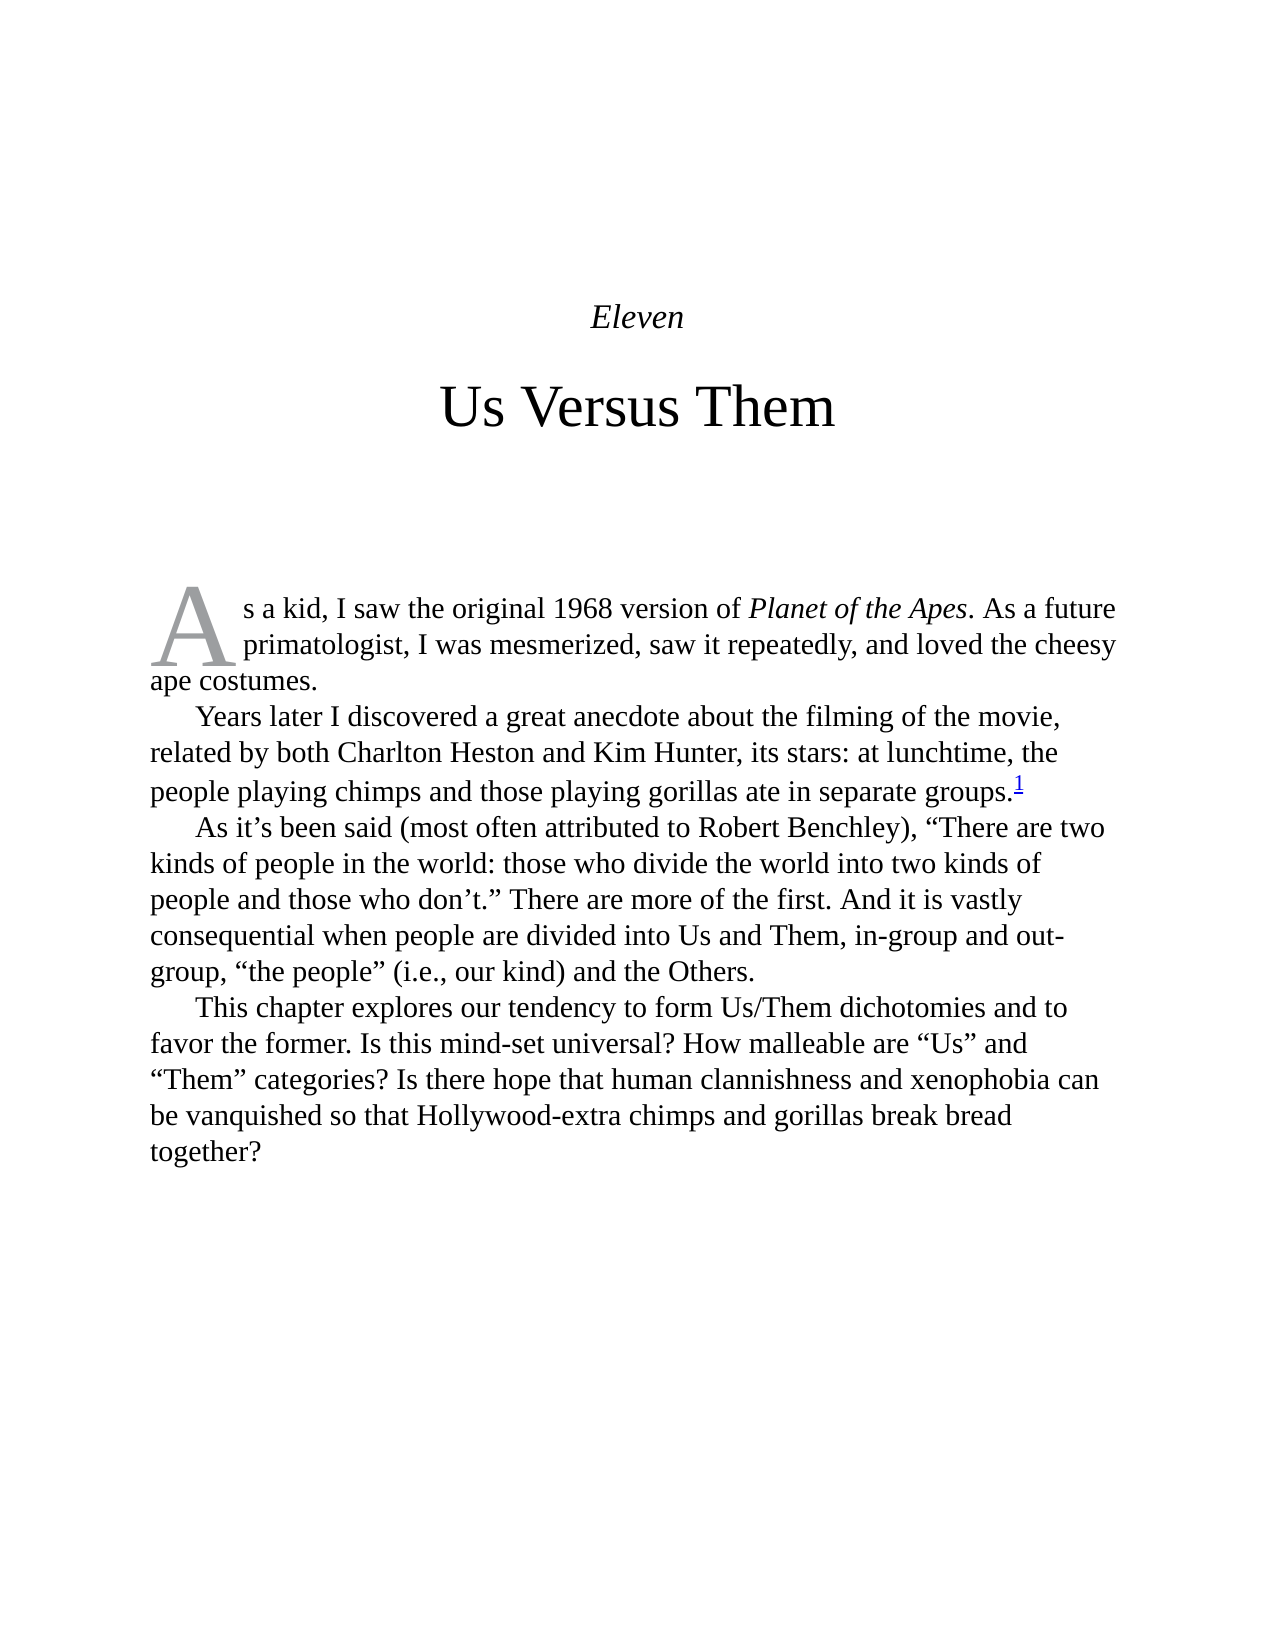 Eleven
Us Versus Them
As a kid, I saw the original 1968 version of Planet of the Apes. As a future
primatologist, I was mesmerized, saw it repeatedly, and loved the cheesy
ape costumes.
Years later I discovered a great anecdote about the filming of the movie,
related by both Charlton Heston and Kim Hunter, its stars: at lunchtime, the
people playing chimps and those playing gorillas ate in separate groups.1
As it’s been said (most often attributed to Robert Benchley), “There are two
kinds of people in the world: those who divide the world into two kinds of
people and those who don’t.” There are more of the first. And it is vastly
consequential when people are divided into Us and Them, in-group and out-
group, “the people” (i.e., our kind) and the Others.
This chapter explores our tendency to form Us/Them dichotomies and to
favor the former. Is this mind-set universal? How malleable are “Us” and
“Them” categories? Is there hope that human clannishness and xenophobia can
be vanquished so that Hollywood-extra chimps and gorillas break bread
together?